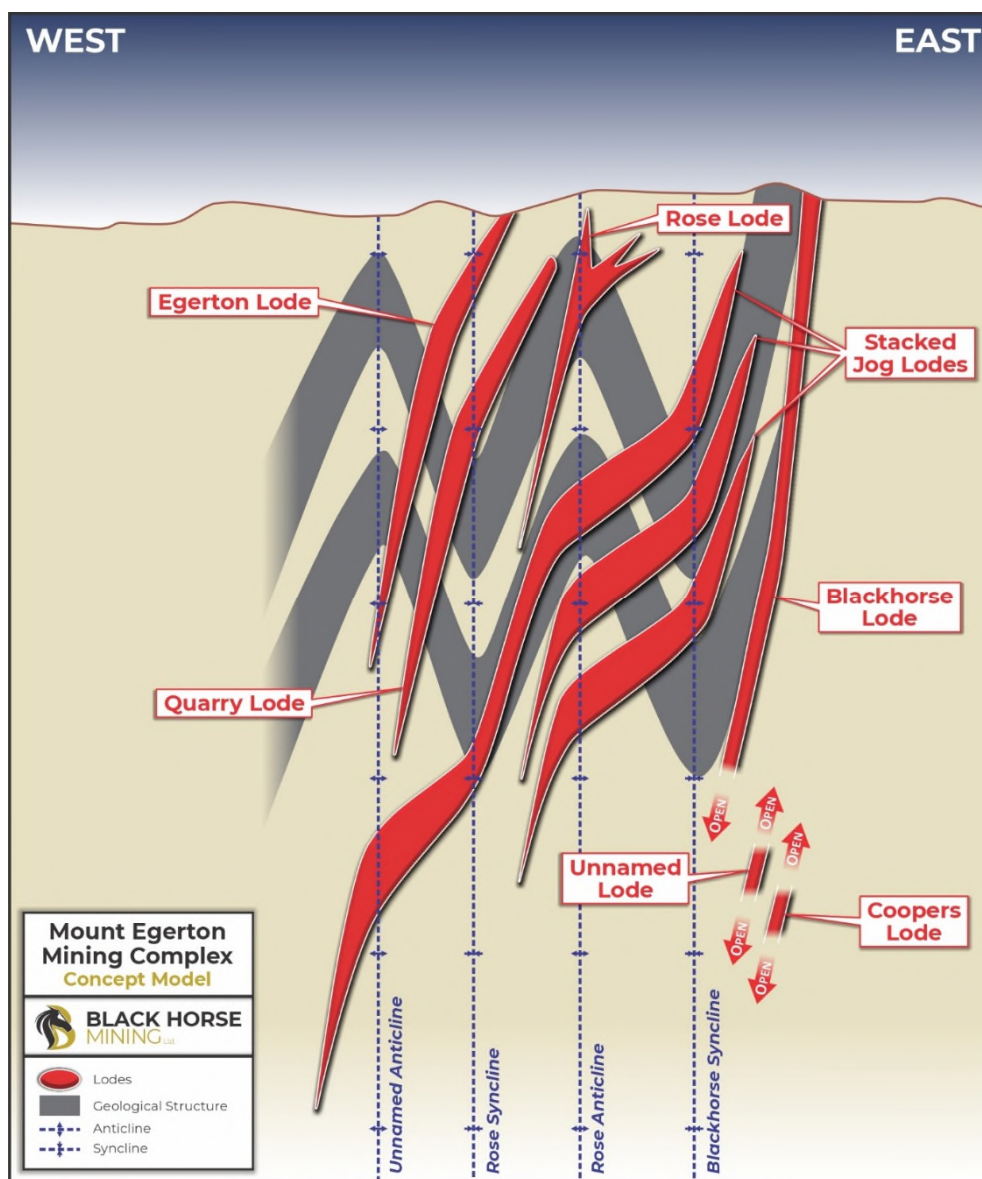 WEST
EAST
Rose Lode
Egerton Lode
Stacked
Jog Lodes
Blackhorse
Lode
Quarry Lode
OPEN
OPEN
OPEN
Unnamed
Lode
Coopers
Lode
OPEN
OPEN
Mount Egerton
Mining Complex
Concept Model
BLACK HORSE
MINING Ltd.
Lodes
Geological Structure
Anticline
Syncline
Unnamed Anticline
Rose Syncline
Rose Anticline
Blackhorse Syncline